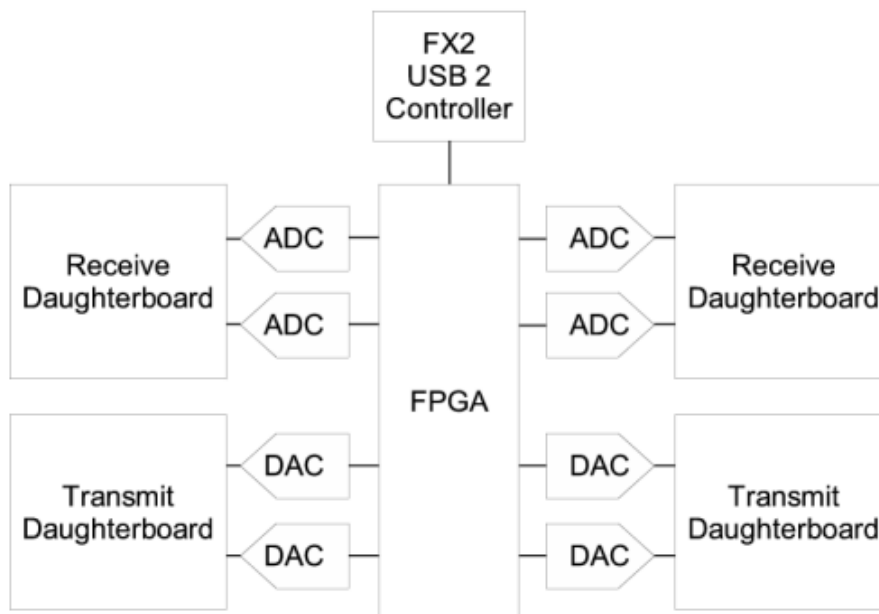 FX2
USB 2
Controller
Receive
Daughterboard
ADC
ADC
ADC
ADC
Receive
Daughterboard
FPGA
Transmit
Daughterboard
DAC
DAC
DAC
DAC
Transmit
Daughterboard